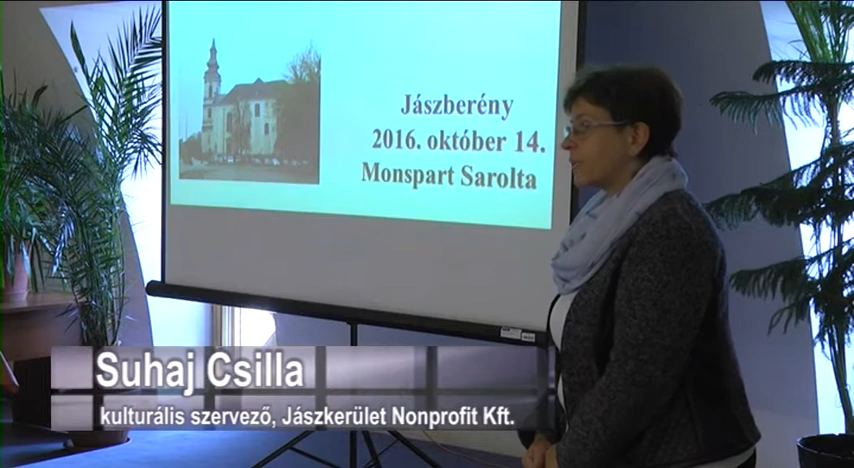 Jászberény
2016. október 14.
Monspart Sarolta
Suhaj Csilla
kulturális szervező, Jászkerület Nonprofit Kft.